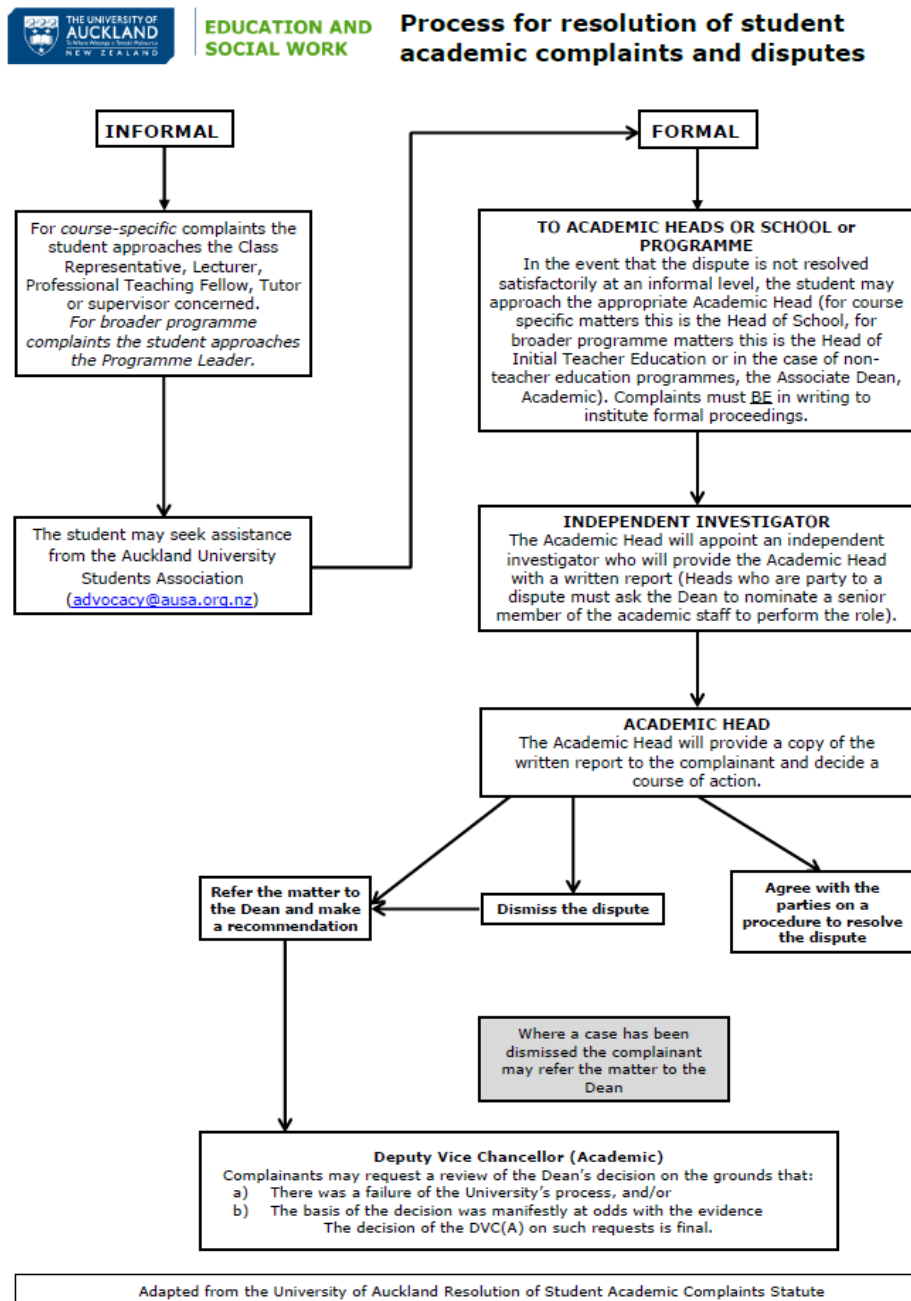 THE UNIVERSITY OF
AUCKLAND
Te Whare Wānanga o Tāmaki Makaurau
NEW ZEALAND
EDUCATION AND
SOCIAL WORK
Process for resolution of student
academic complaints and disputes
INFORMAL
For course-specific complaints the
student approaches the Class
Representative, Lecturer,
Professional Teaching Fellow, Tutor
or supervisor concerned.
For broader programme
complaints the student approaches
the Programme Leader.
The student may seek assistance
from the Auckland University
Students Association
(advocacy@ausa.org.nz)
FORMAL
TO ACADEMIC HEADS OR SCHOOL or
PROGRAMME
In the event that the dispute is not resolved
satisfactorily at an informal level, the student may
approach the appropriate Academic Head (for course
specific matters this is the Head of School, for
broader programme matters this is the Head of
Initial Teacher Education or in the case of non-
teacher education programmes, the Associate Dean,
Academic). Complaints must BE in writing to
institute formal proceedings.
INDEPENDENT INVESTIGATOR
The Academic Head will appoint an independent
investigator who will provide the Academic Head
with a written report (Heads who are party to a
dispute must ask the Dean to nominate a senior
member of the academic staff to perform the role).
ACADEMIC HEAD
The Academic Head will provide a copy of the
written report to the complainant and decide a
course of action.
Refer the matter to
the Dean and make
a recommendation
Dismiss the dispute
Agree with the
parties on a
procedure to resolve
the dispute
Where a case has been
dismissed the complainant
may refer the matter to the
Dean
Deputy Vice Chancellor (Academic)
Complainants may request a review of the Dean's decision on the grounds that:
a) There was a failure of the University's process, and/or
b) The basis of the decision was manifestly at odds with the evidence
The decision of the DVC(A) on such requests is final.
Adapted from the University of Auckland Resolution of Student Academic Complaints Statute